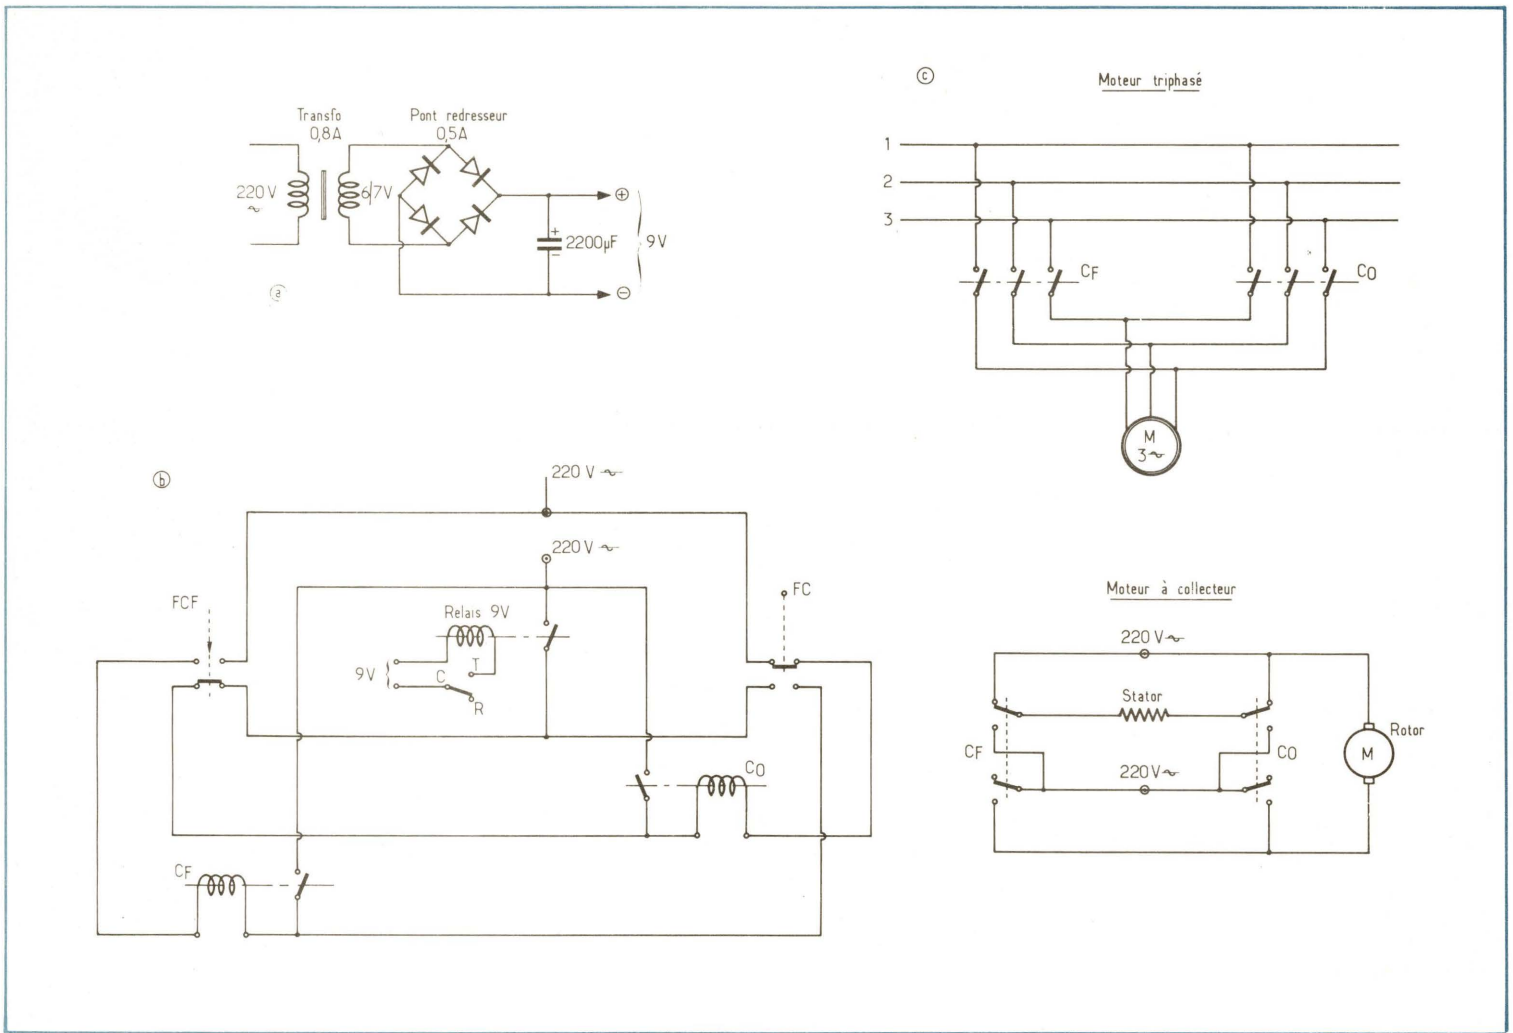 Transfo
0,8A
Pont redresseur
0,5A
220V
~
6/7V
+
2200µF
−
9V
+
−
a
c
Moteur triphasé
1
2
3
CF
CO
M
3~
b
220 V ~
220 V ~
FCF
FC
Relais 9V
9V
C
T
R
CO
CF
Moteur à collecteur
220 V ~
Stator
CF
CO
Rotor
M
220V ~